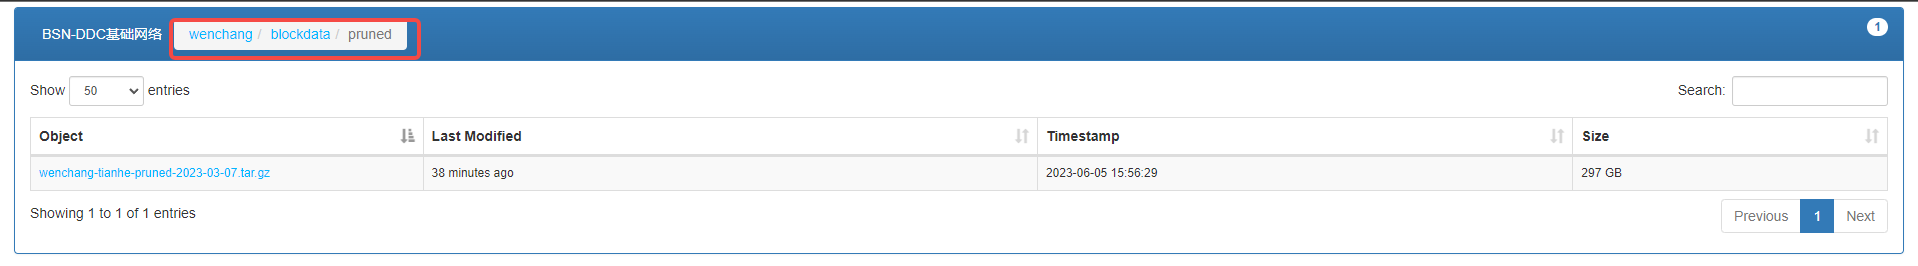 BSN-DDC基础网络 wenchang / blockdata / pruned 1
Show 50 entries Search:
Object Last Modified Timestamp Size
wenchang-tianhe-pruned-2023-03-07.tar.gz 38 minutes ago 2023-06-05 15:56:29 297 GB
Showing 1 to 1 of 1 entries Previous 1 Next